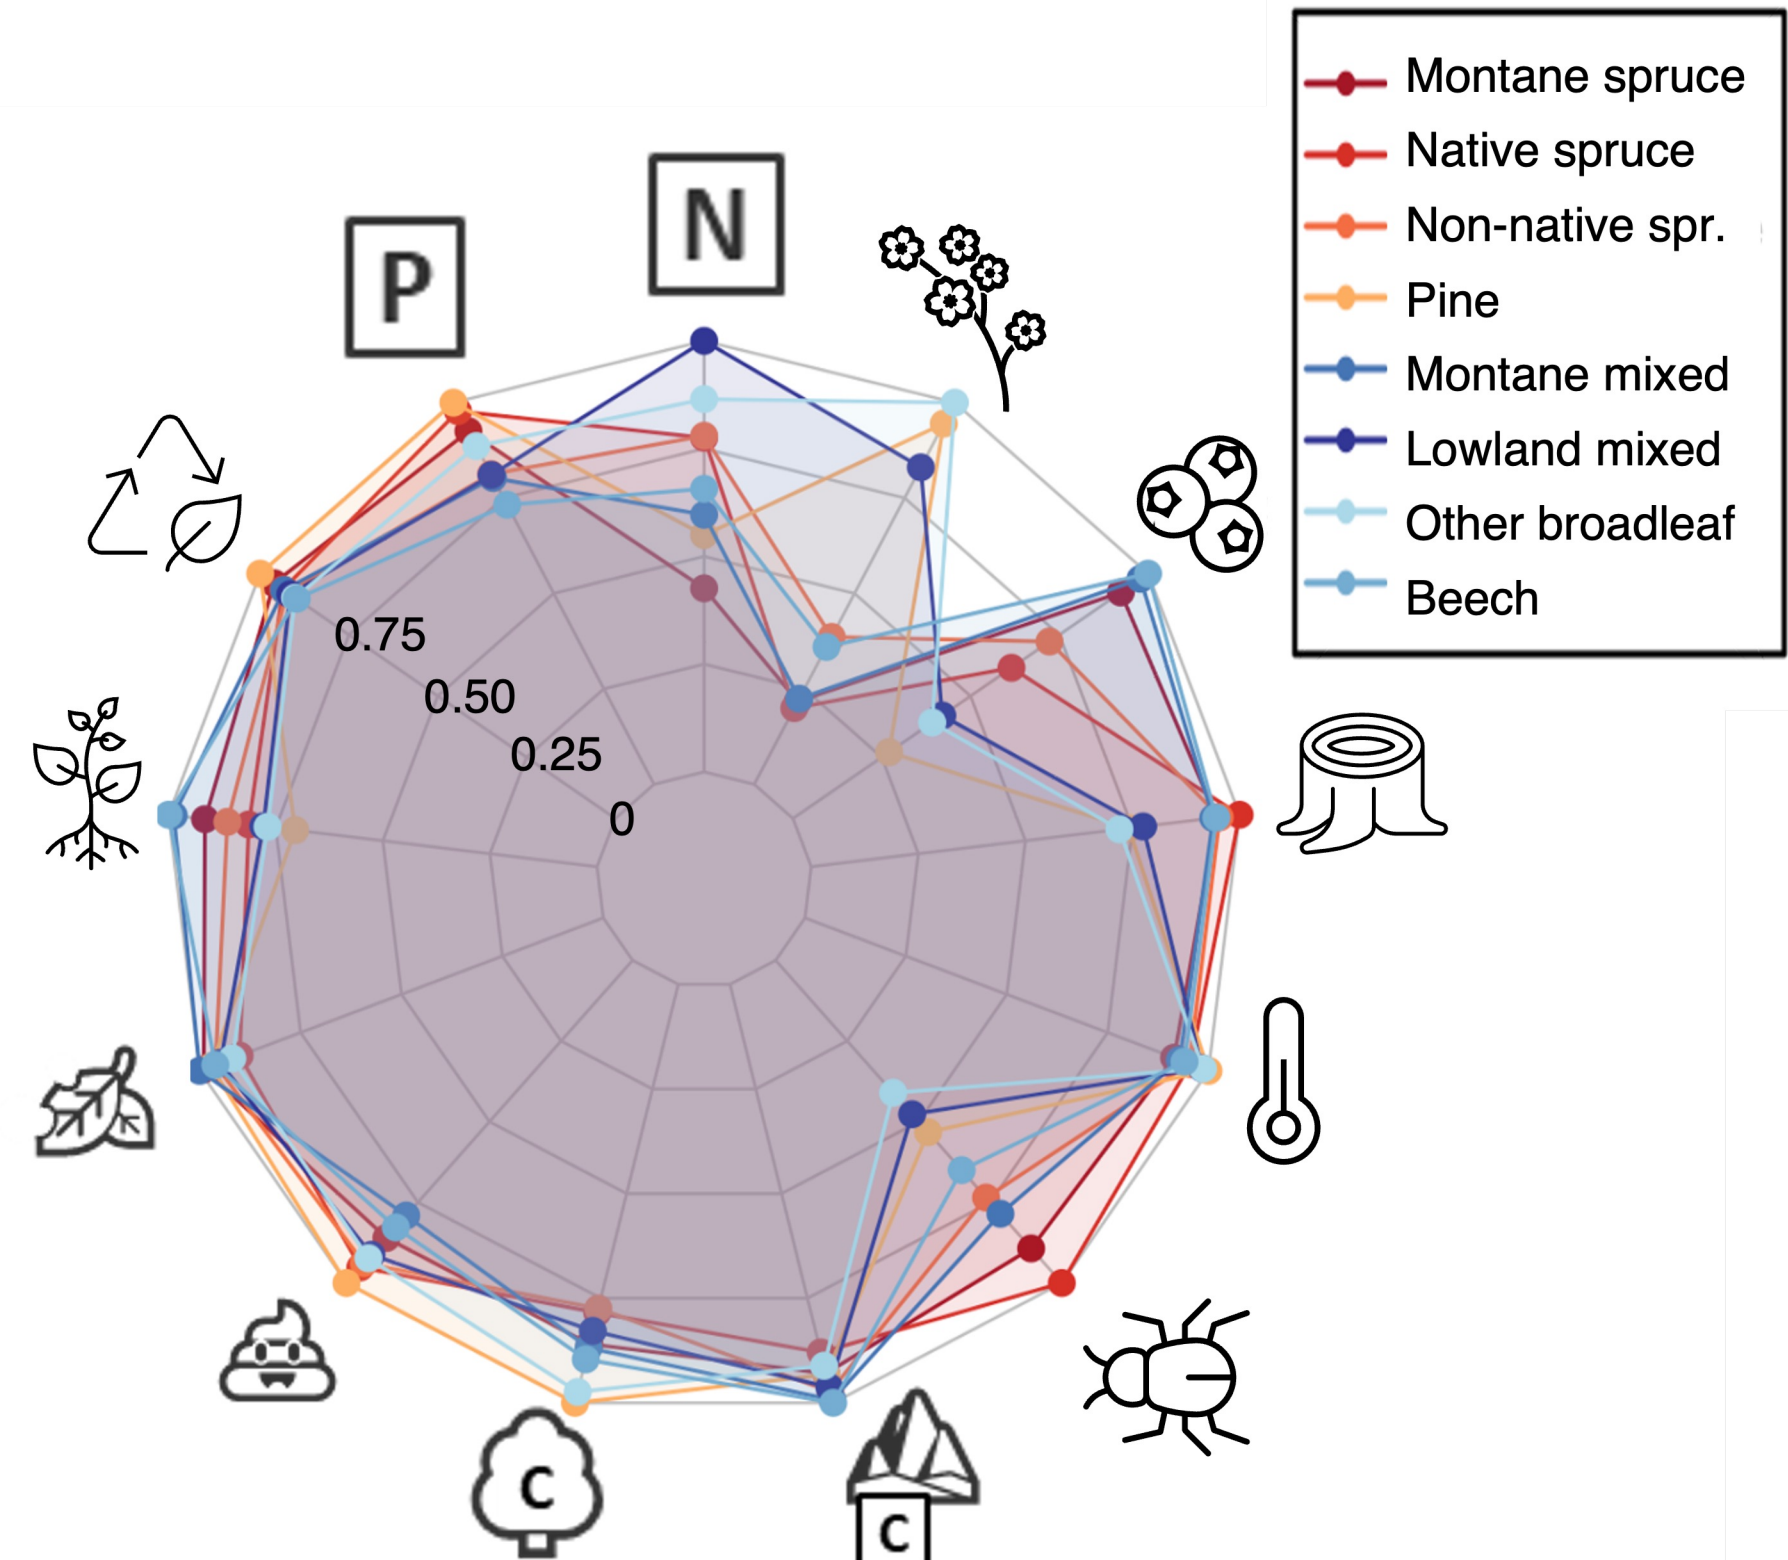 Montane spruce
Native spruce
Non-native spr.
Pine
Montane mixed
Lowland mixed
Other broadleaf
Beech
N
P
0.75
0.50
0.25
0
C
C